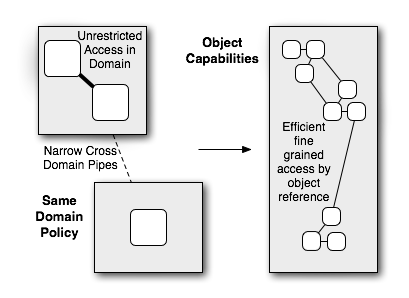 Unrestricted
Access in
Domain
Narrow Cross
Domain Pipes
Same
Domain
Policy
Object
Capabilities
Efficient
fine
grained
access by
object
reference